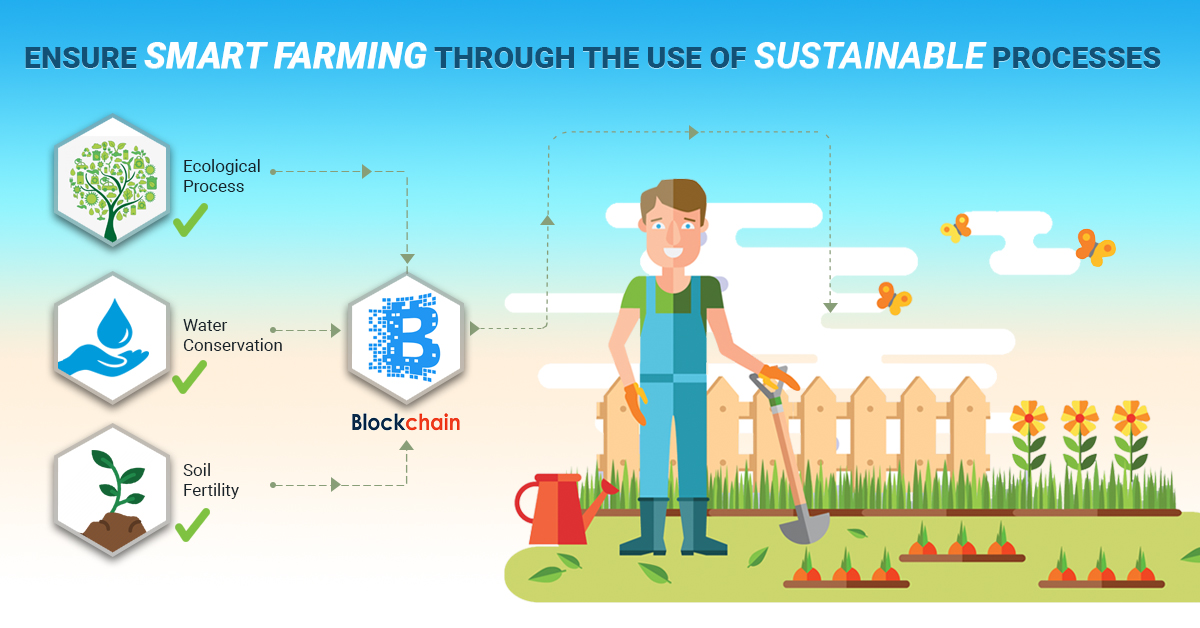 ENSURE SMART FARMING THROUGH THE USE OF SUSTAINABLE PROCESSES
Ecological
Process
Water
Conservation
Blockchain
Soil
Fertility